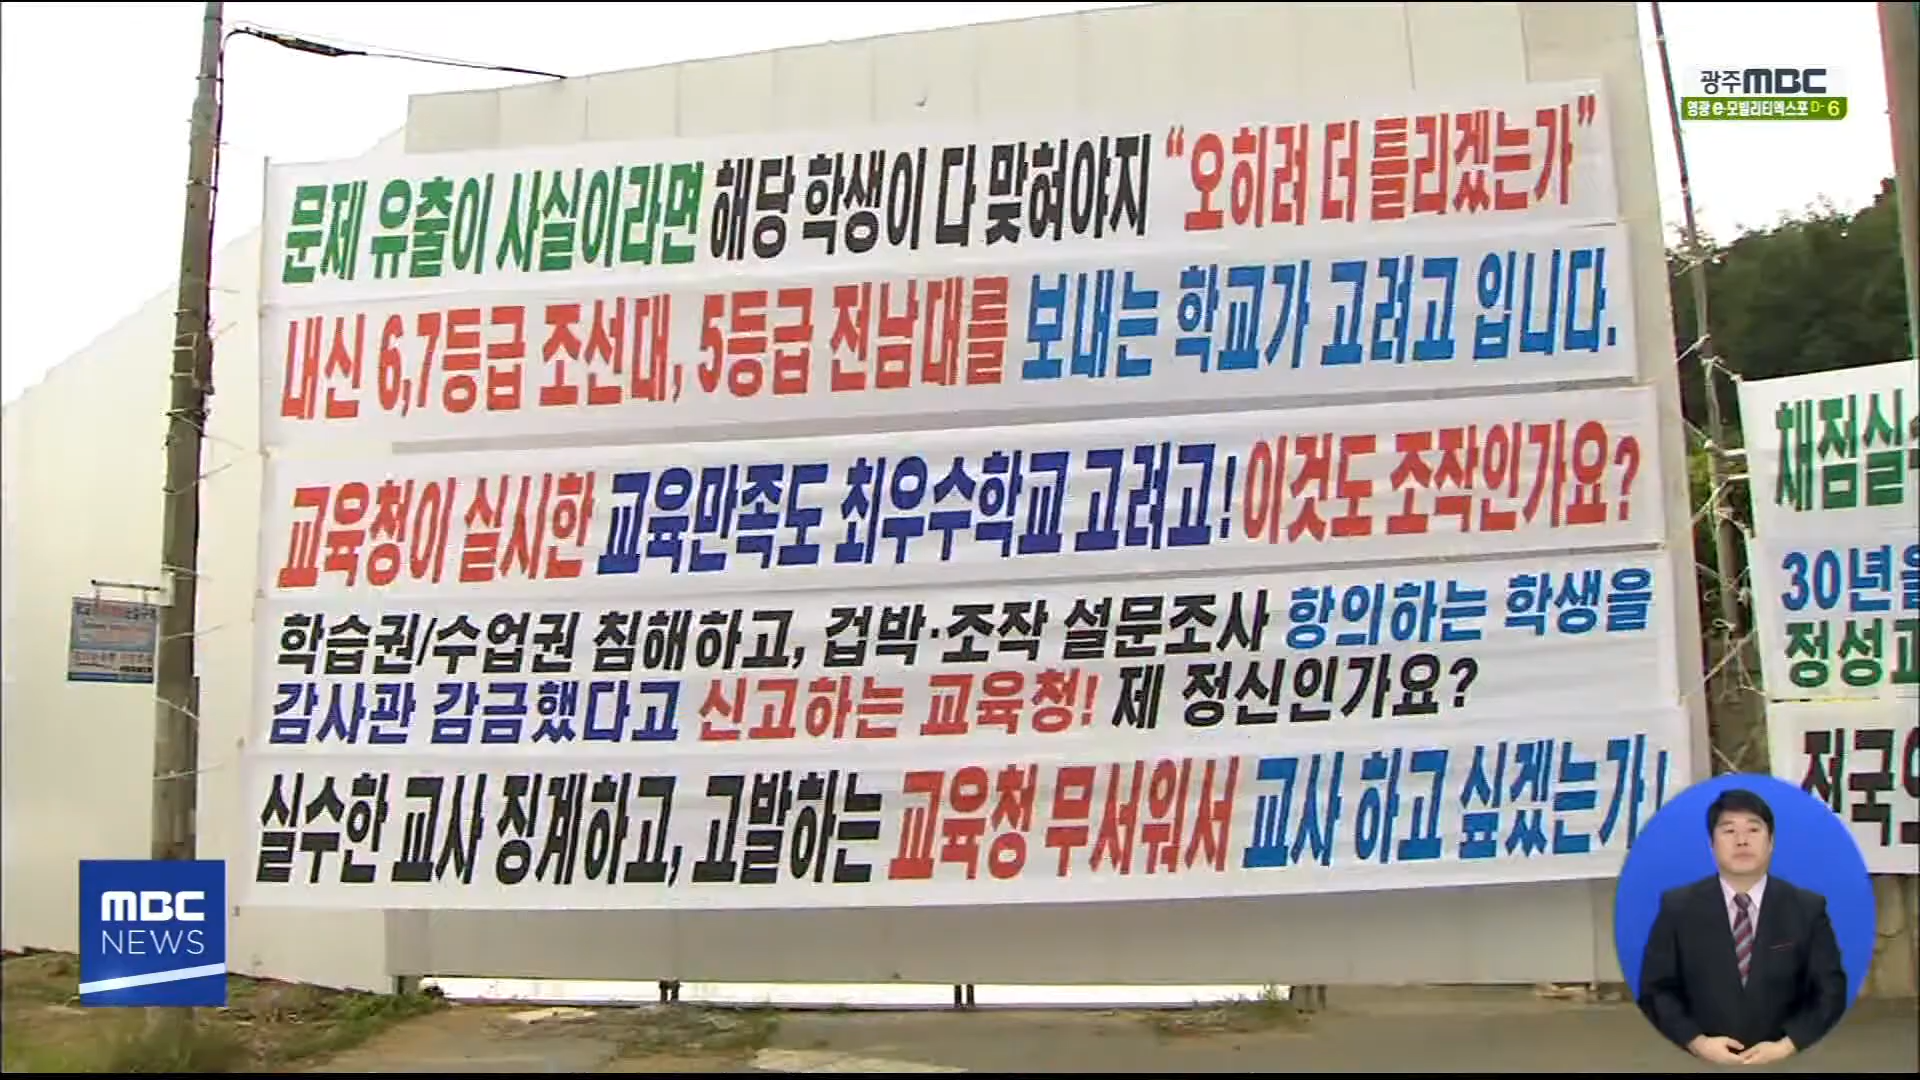 광주MBC
영광 e-모빌리티엑스포 D-6
문제 유출이 사실이라면 해당 학생이 다 맞혀야지 “오히려 더 틀리겠는가”
내신 6,7등급 조선대, 5등급 전남대를 보내는 학교가 고려고 입니다.
교육청이 실시한 교육만족도 최우수학교 고려고! 이것도 조작인가요?
학습권/수업권 침해하고, 겁박·조작 설문조사 항의하는 학생을
감사관 감금했다고 신고하는 교육청! 제 정신인가요?
실수한 교사 징계하고, 고발하는 교육청 무서워서 교사 하고 싶겠는가!
채점실
30년을
정성과
전국
MBC
NEWS